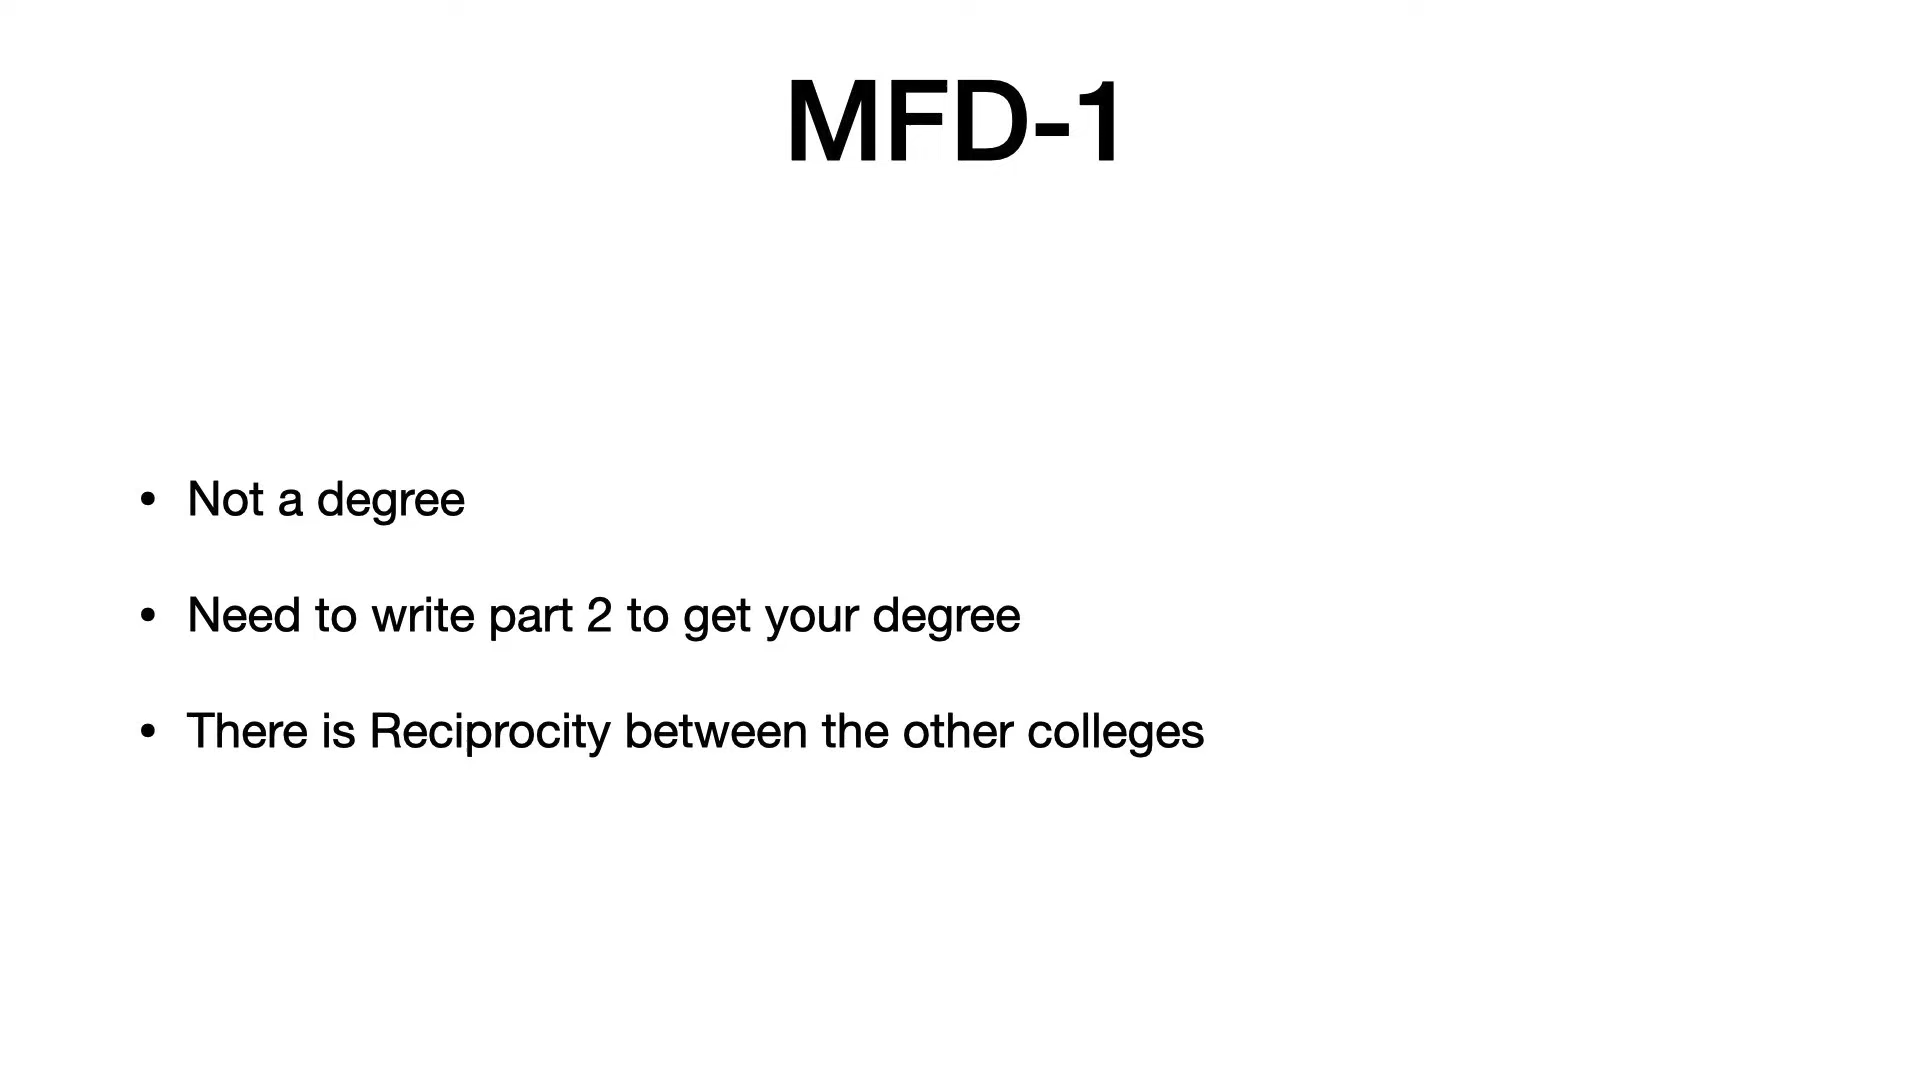 MFD-1
• Not a degree
• Need to write part 2 to get your degree
• There is Reciprocity between the other colleges